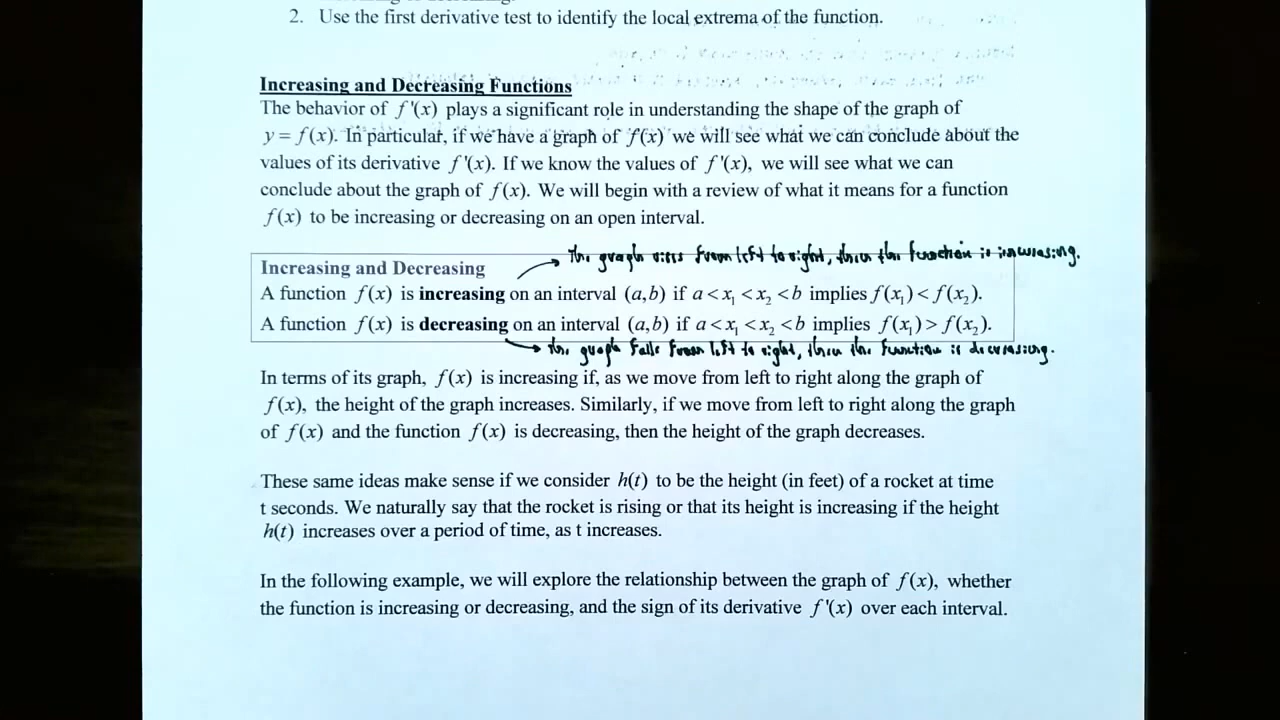 2. Use the first derivative test to identify the local extrema of the function.
Increasing and Decreasing Functions
The behavior of f '(x) plays a significant role in understanding the shape of the graph of
y = f(x). In particular, if we have a graph of f(x) we will see what we can conclude about the
values of its derivative f '(x). If we know the values of f '(x), we will see what we can
conclude about the graph of f(x). We will begin with a review of what it means for a function
f(x) to be increasing or decreasing on an open interval.
the graph rises from left to right, then the function is increasing.
Increasing and Decreasing
A function f(x) is increasing on an interval (a,b) if a < x₁ < x₂ < b implies f(x₁) < f(x₂).
A function f(x) is decreasing on an interval (a,b) if a < x₁ < x₂ < b implies f(x₁) > f(x₂).
the graph falls from left to right, then the function is decreasing.
In terms of its graph, f(x) is increasing if, as we move from left to right along the graph of
f(x), the height of the graph increases. Similarly, if we move from left to right along the graph
of f(x) and the function f(x) is decreasing, then the height of the graph decreases.
These same ideas make sense if we consider h(t) to be the height (in feet) of a rocket at time
t seconds. We naturally say that the rocket is rising or that its height is increasing if the height
h(t) increases over a period of time, as t increases.
In the following example, we will explore the relationship between the graph of f(x), whether
the function is increasing or decreasing, and the sign of its derivative f '(x) over each interval.